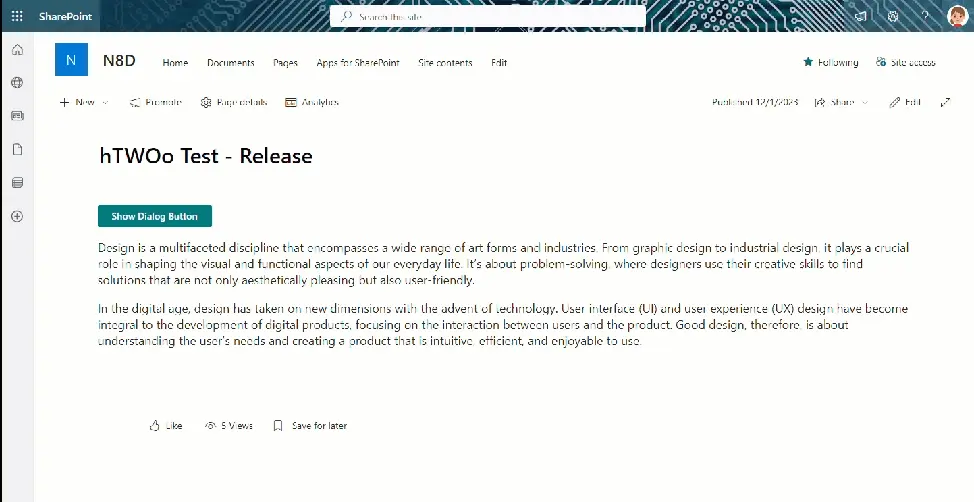 SharePoint
Search this site
N
N8D
Home
Documents
Pages
Apps for SharePoint
Site contents
Edit
Following
Site access
New
Promote
Page details
Analytics
Published 12/1/2023
Share
Edit
hTWOo Test - Release
Show Dialog Button
Design is a multifaceted discipline that encompasses a wide range of art forms and industries. From graphic design to industrial design, it plays a crucial
role in shaping the visual and functional aspects of our everyday life. It's about problem-solving, where designers use their creative skills to find
solutions that are not only aesthetically pleasing but also user-friendly.
In the digital age, design has taken on new dimensions with the advent of technology. User interface (UI) and user experience (UX) design have become
integral to the development of digital products, focusing on the interaction between users and the product. Good design, therefore, is about
understanding the user's needs and creating a product that is intuitive, efficient, and enjoyable to use.
Like
5 Views
Save for later